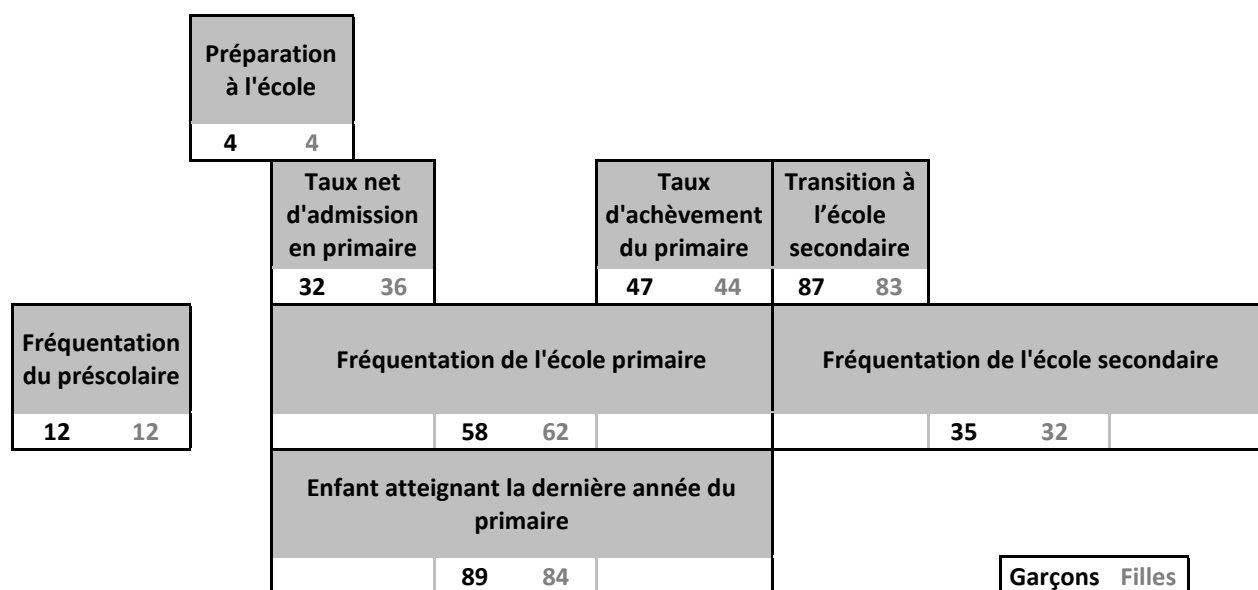 Préparation
à l'école
4 4
Taux net
d'admission
en primaire
32 36
Taux
d'achèvement
du primaire
47 44
Transition à
l’école
secondaire
87 83
Fréquentation
du préscolaire
12 12
Fréquentation de l'école primaire
58 62
Fréquentation de l'école secondaire
35 32
Enfant atteignant la dernière année du
primaire
89 84
Garçons Filles